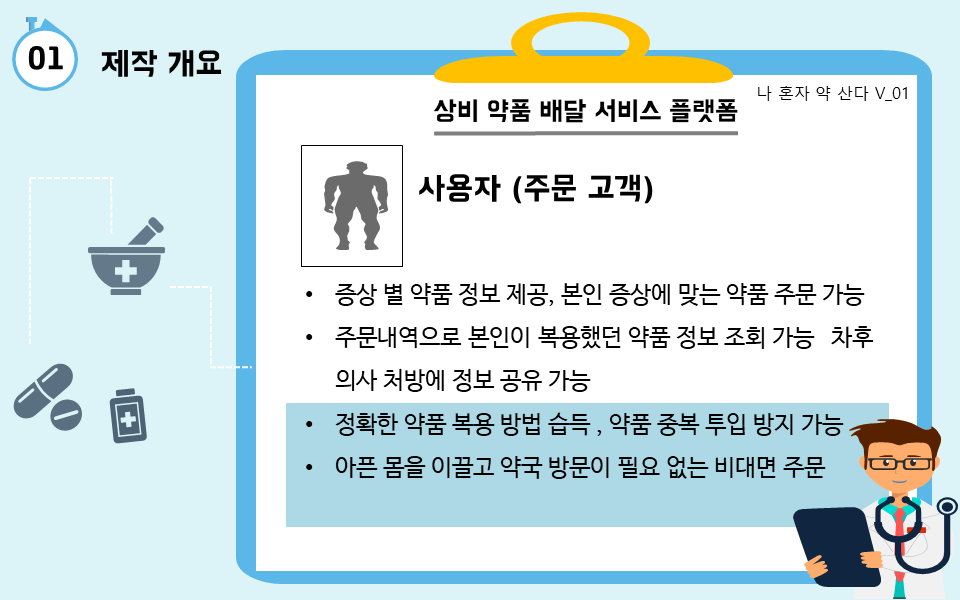 01
제작 개요
나 혼자 약 산다 V_01
상비 약품 배달 서비스 플랫폼
사용자 (주문 고객)
• 증상 별 약품 정보 제공, 본인 증상에 맞는 약품 주문 가능
• 주문내역으로 본인이 복용했던 약품 정보 조회 가능 차후
의사 처방에 정보 공유 가능
• 정확한 약품 복용 방법 습득 , 약품 중복 투입 방지 가능
• 아픈 몸을 이끌고 약국 방문이 필요 없는 비대면 주문